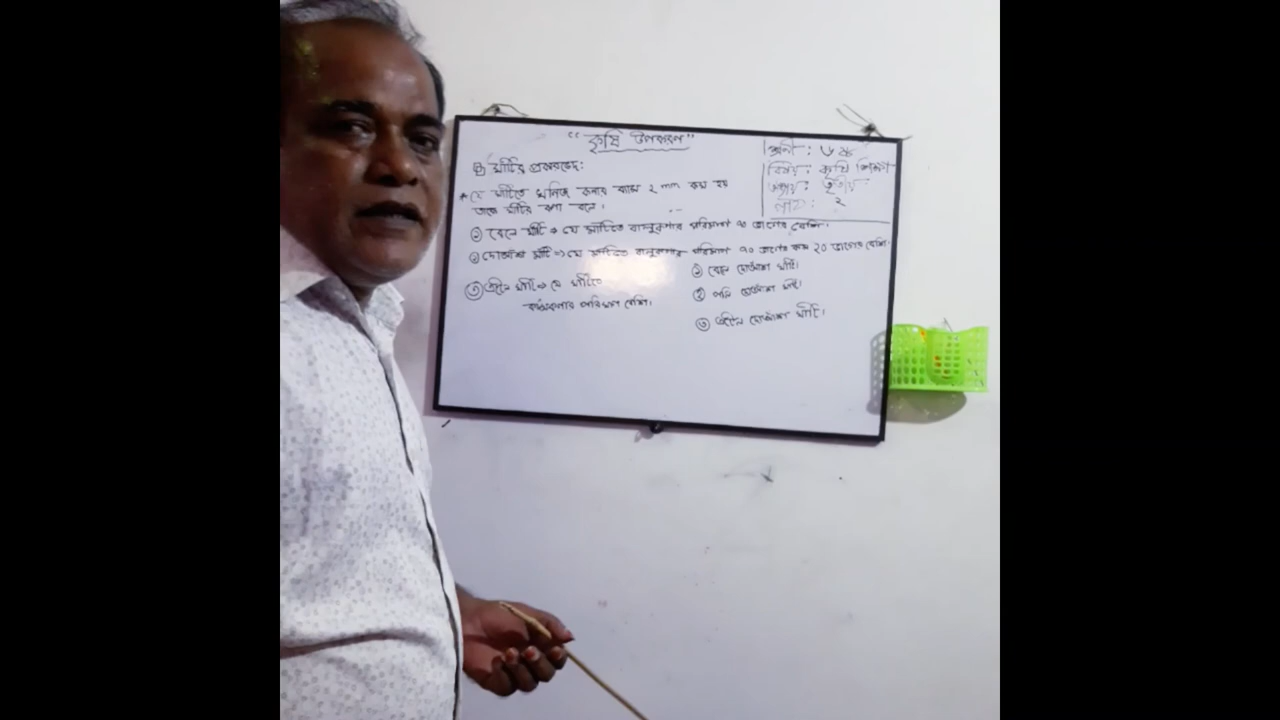 "কৃষি উপকরণ"
শ্রেনী : ৬ষ্ঠ
বিষয় : কৃষি শিক্ষা
অধ্যায় : তৃতীয়
পাঠ : ২
মাটির প্রকারভেদ:
* যে মাটিতে খনিজ কনার ব্যাস ২ mm কম হয়
তাকে মাটির কণা বলে।
① বেলে মাটি ⇒ যে মাটিতে বালুকণার পরিমাণ ৭০ ভাগের বেশি।
② দোআঁশ মাটি ⇒ যে মাটিতে বালুকণার পরিমাণ ৭০ ভাগের কম ২০ ভাগের বেশি।
① বেলে দোআঁশ মাটি।
② পলি দোআঁশ মাটি।
③ এঁটেল দোআঁশ মাটি।
③ এঁটেল মাটি ⇒ যে মাটিতে
কর্দমকণার পরিমাণ বেশি।